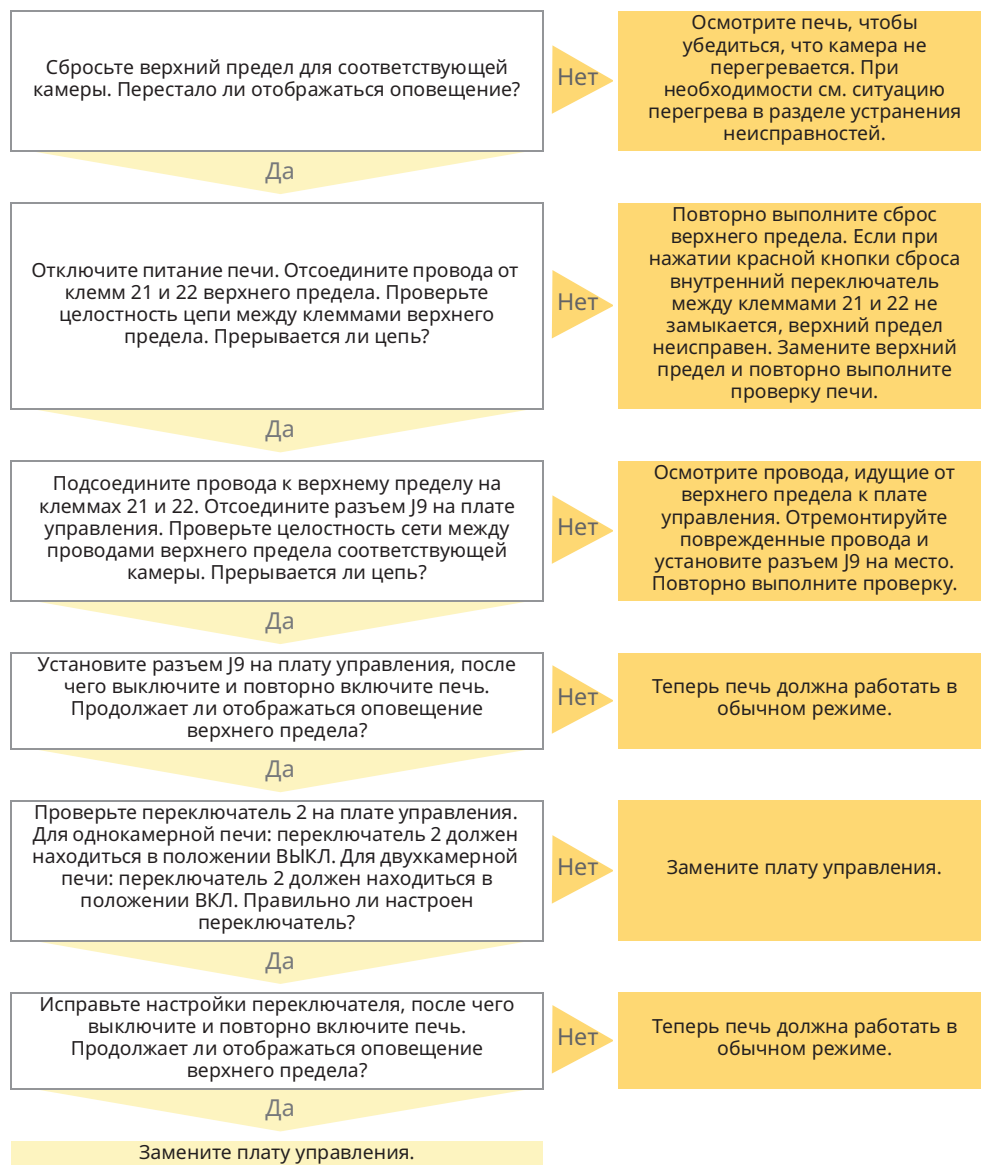 Сбросьте верхний предел для соответствующей
камеры. Перестало ли отображаться оповещение?
Нет
Осмотрите печь, чтобы
убедиться, что камера не
перегревается. При
необходимости см. ситуацию
перегрева в разделе устранения
неисправностей.
Да
Отключите питание печи. Отсоедините провода от
клемм 21 и 22 верхнего предела. Проверьте
целостность цепи между клеммами верхнего
предела. Прерывается ли цепь?
Нет
Повторно выполните сброс
верхнего предела. Если при
нажатии красной кнопки сброса
внутренний переключатель
между клеммами 21 и 22 не
замыкается, верхний предел
неисправен. Замените верхний
предел и повторно выполните
проверку печи.
Да
Подсоедините провода к верхнему пределу на
клеммах 21 и 22. Отсоедините разъем J9 на плате
управления. Проверьте целостность сети между
проводами верхнего предела соответствующей
камеры. Прерывается ли цепь?
Нет
Осмотрите провода, идущие от
верхнего предела к плате
управления. Отремонтируйте
поврежденные провода и
установите разъем J9 на место.
Повторно выполните проверку.
Да
Установите разъем J9 на плату управления, после
чего выключите и повторно включите печь.
Продолжает ли отображаться оповещение
верхнего предела?
Нет
Теперь печь должна работать в
обычном режиме.
Да
Проверьте переключатель 2 на плате управления.
Для однокамерной печи: переключатель 2 должен
находиться в положении ВЫКЛ. Для двухкамерной
печи: переключатель 2 должен находиться в
положении ВКЛ. Правильно ли настроен
переключатель?
Нет
Замените плату управления.
Да
Исправьте настройки переключателя, после чего
выключите и повторно включите печь.
Продолжает ли отображаться оповещение
верхнего предела?
Нет
Теперь печь должна работать в
обычном режиме.
Да
Замените плату управления.